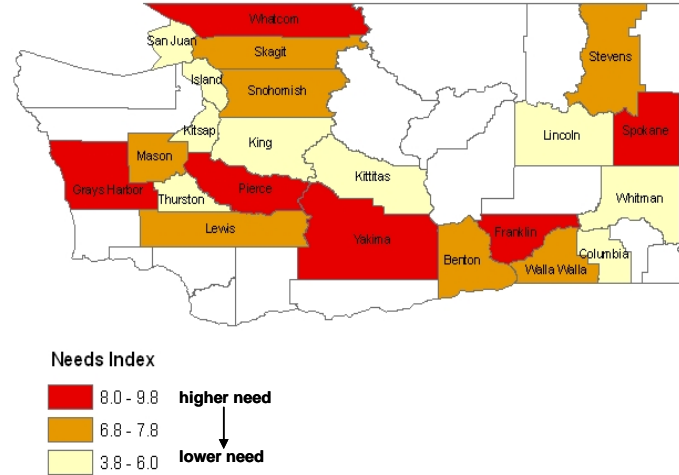 Whatcom
San Juan
Skagit
Stevens
Island
Snohomish
Kitsap
King
Lincoln
Spokane
Mason
Kittitas
Grays Harbor
Pierce
Thurston
Whitman
Lewis
Yakima
Franklin
Benton
Columbia
Walla Walla
Needs Index
8.0 - 9.8 higher need
6.8 - 7.8
3.8 - 6.0 lower need